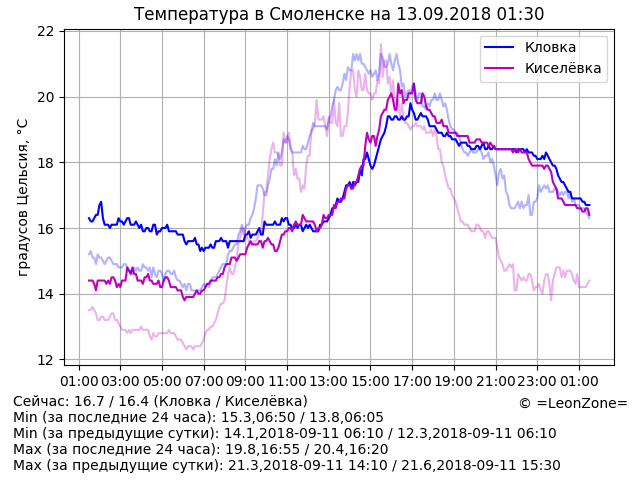 Температура в Смоленске на 13.09.2018 01:30
22
20
18
16
14
12
градусов Цельсия, °C
Кловка
Киселёвка
01:00 03:00 05:00 07:00 09:00 11:00 13:00 15:00 17:00 19:00 21:00 23:00 01:00
Сейчас: 16.7 / 16.4 (Кловка / Киселёвка)
© =LeonZone=
Min (за последние 24 часа): 15.3,06:50 / 13.8,06:05
Min (за предыдущие сутки): 14.1,2018-09-11 06:10 / 12.3,2018-09-11 06:10
Max (за последние 24 часа): 19.8,16:55 / 20.4,16:20
Max (за предыдущие сутки): 21.3,2018-09-11 14:10 / 21.6,2018-09-11 15:30